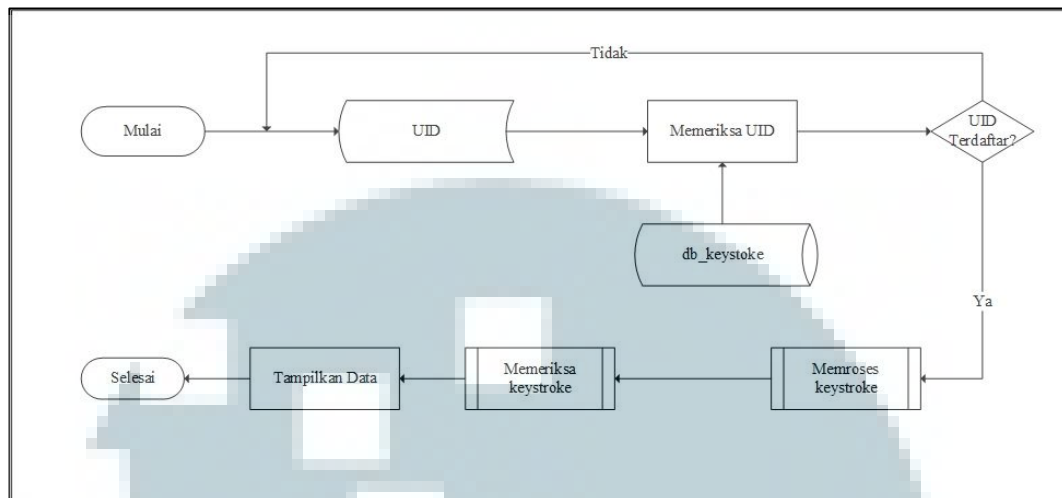 Tidak
Mulai
UID
Memeriksa UID
UID
Terdaftar?
db_keystoke
Ya
Selesai
Tampilkan Data
Memeriksa
keystroke
Memroses
keystroke